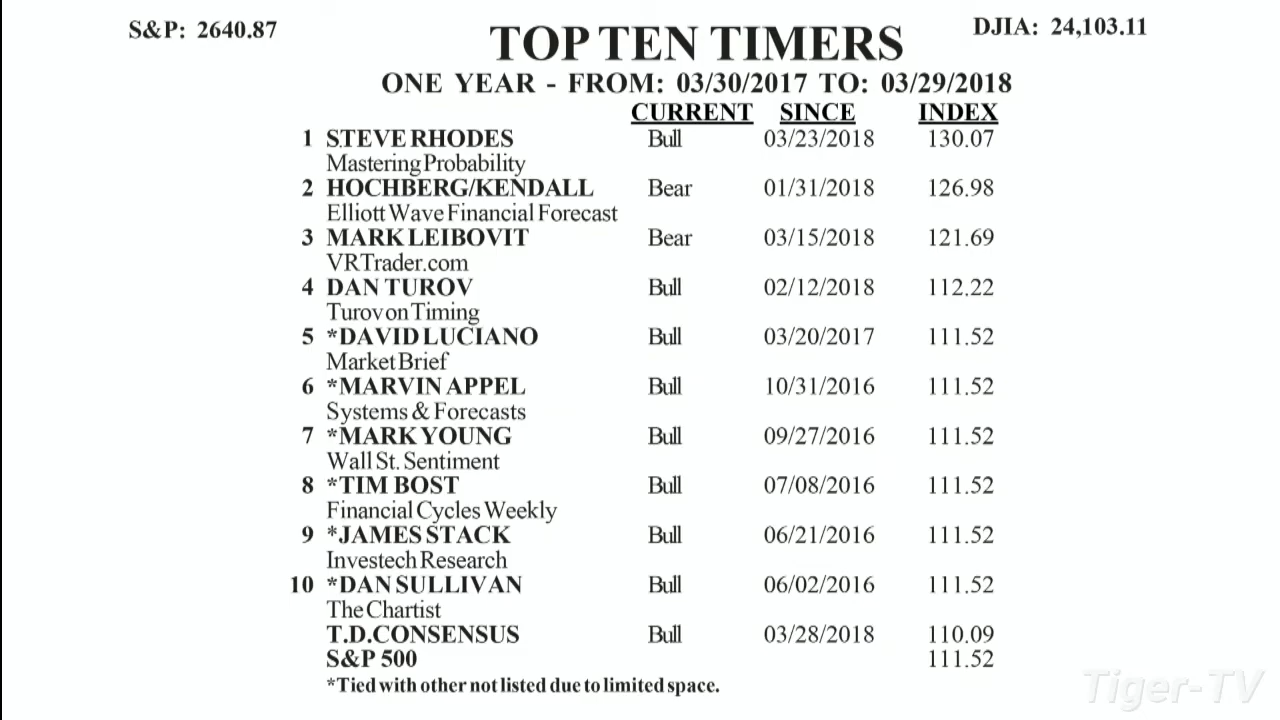 S&P: 2640.87
DJIA: 24,103.11
TOP TEN TIMERS
ONE YEAR - FROM: 03/30/2017 TO: 03/29/2018
CURRENT SINCE INDEX
1 STEVE RHODES Bull 03/23/2018 130.07
Mastering Probability
2 HOCHBERG/KENDALL Bear 01/31/2018 126.98
Elliott Wave Financial Forecast
3 MARK LEIBOVIT Bear 03/15/2018 121.69
VRTrader.com
4 DAN TUROV Bull 02/12/2018 112.22
Turov on Timing
5 *DAVID LUCIANO Bull 03/20/2017 111.52
Market Brief
6 *MARVIN APPEL Bull 10/31/2016 111.52
Systems & Forecasts
7 *MARK YOUNG Bull 09/27/2016 111.52
Wall St. Sentiment
8 *TIM BOST Bull 07/08/2016 111.52
Financial Cycles Weekly
9 *JAMES STACK Bull 06/21/2016 111.52
Investech Research
10 *DAN SULLIVAN Bull 06/02/2016 111.52
The Chartist
T.D.CONSENSUS Bull 03/28/2018 110.09
S&P 500 111.52
*Tied with other not listed due to limited space.
Tiger-TV